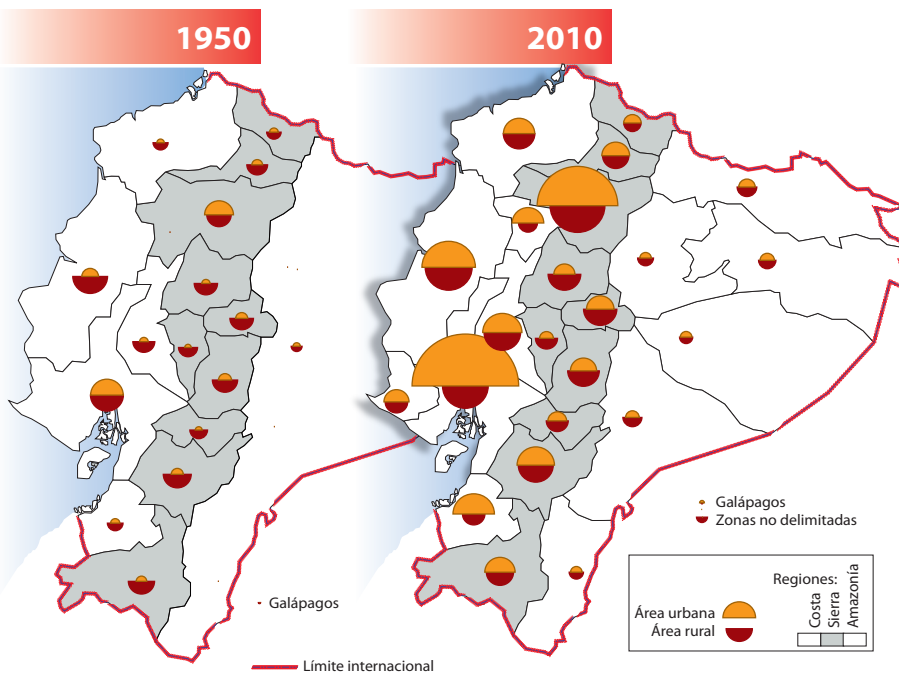 1950
2010
Galápagos
Límite internacional
Galápagos
Zonas no delimitadas
Regiones:
Costa
Sierra
Amazonía
Área urbana
Área rural